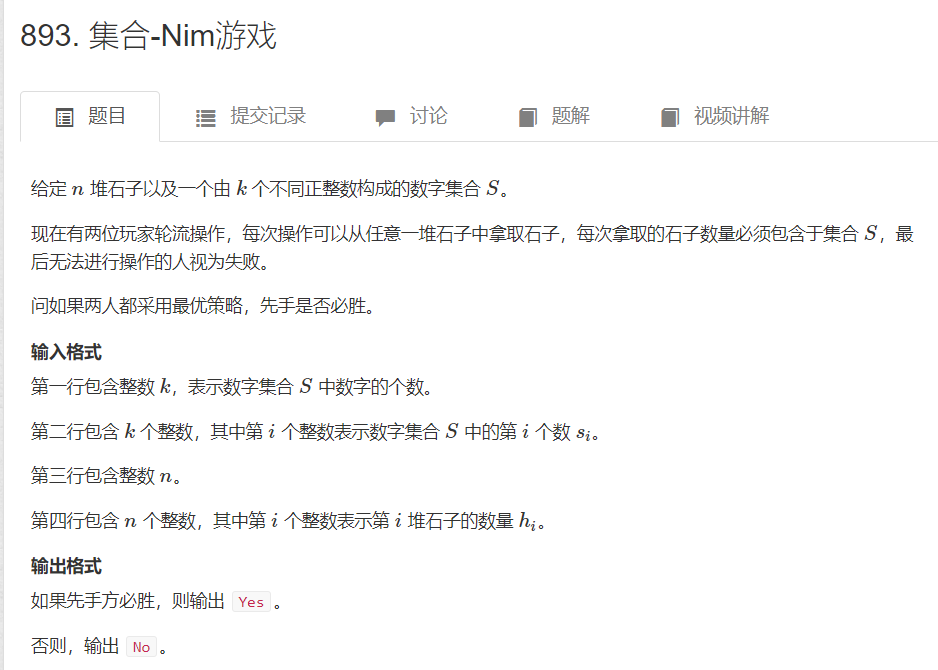 893. 集合-Nim游戏
题目 提交记录 讨论 题解 视频讲解
给定 n 堆石子以及一个由 k 个不同正整数构成的数字集合 S。
现在有两位玩家轮流操作，每次操作可以从任意一堆石子中拿取石子，每次拿取的石子数量必须包含于集合 S，最
后无法进行操作的人视为失败。
问如果两人都采用最优策略，先手是否必胜。
输入格式
第一行包含整数 k，表示数字集合 S 中数字的个数。
第二行包含 k 个整数，其中第 i 个整数表示数字集合 S 中的第 i 个数 sᵢ。
第三行包含整数 n。
第四行包含 n 个整数，其中第 i 个整数表示第 i 堆石子的数量 hᵢ。
输出格式
如果先手方必胜，则输出 Yes 。
否则，输出 No 。